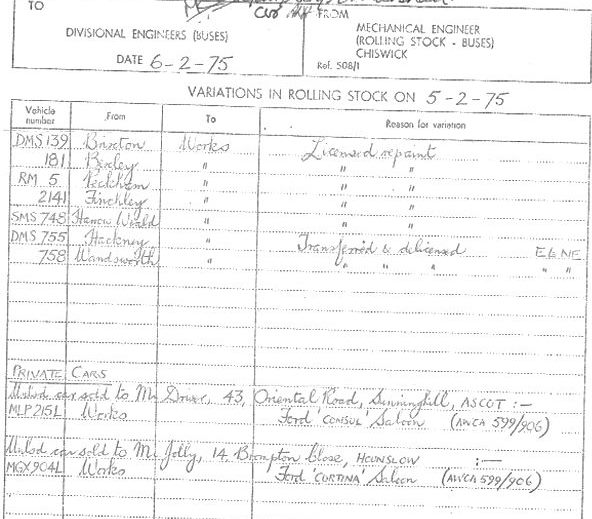 TO
FROM
DIVISIONAL ENGINEERS (BUSES)
MECHANICAL ENGINEER
(ROLLING STOCK - BUSES)
CHISWICK
DATE 6-2-75
Ref. 508/1
VARIATIONS IN ROLLING STOCK ON 5-2-75
Vehicle number From To Reason for variation
DMS 139 Brixton Works Licensed repaint
181 Bexley " " "
RM 5 Peckham " " "
2141 Finchley " " "
SMS 748 Harrow Weald " " "
DMS 755 Hackney " Transferred & delicensed E&NE
758 Wandsworth " " " " " "
PRIVATE CARS
car sold to Mr 43, Oriental Road, Sunninghill, ASCOT :—
MLP 215L Works Ford 'CONSUL' Saloon (AWCA 599/906)
car sold to Mr Jolly, 14, Brompton Close, HOUNSLOW :—
MGX 904L Works Ford 'CORTINA' Saloon (AWCA 599/906)